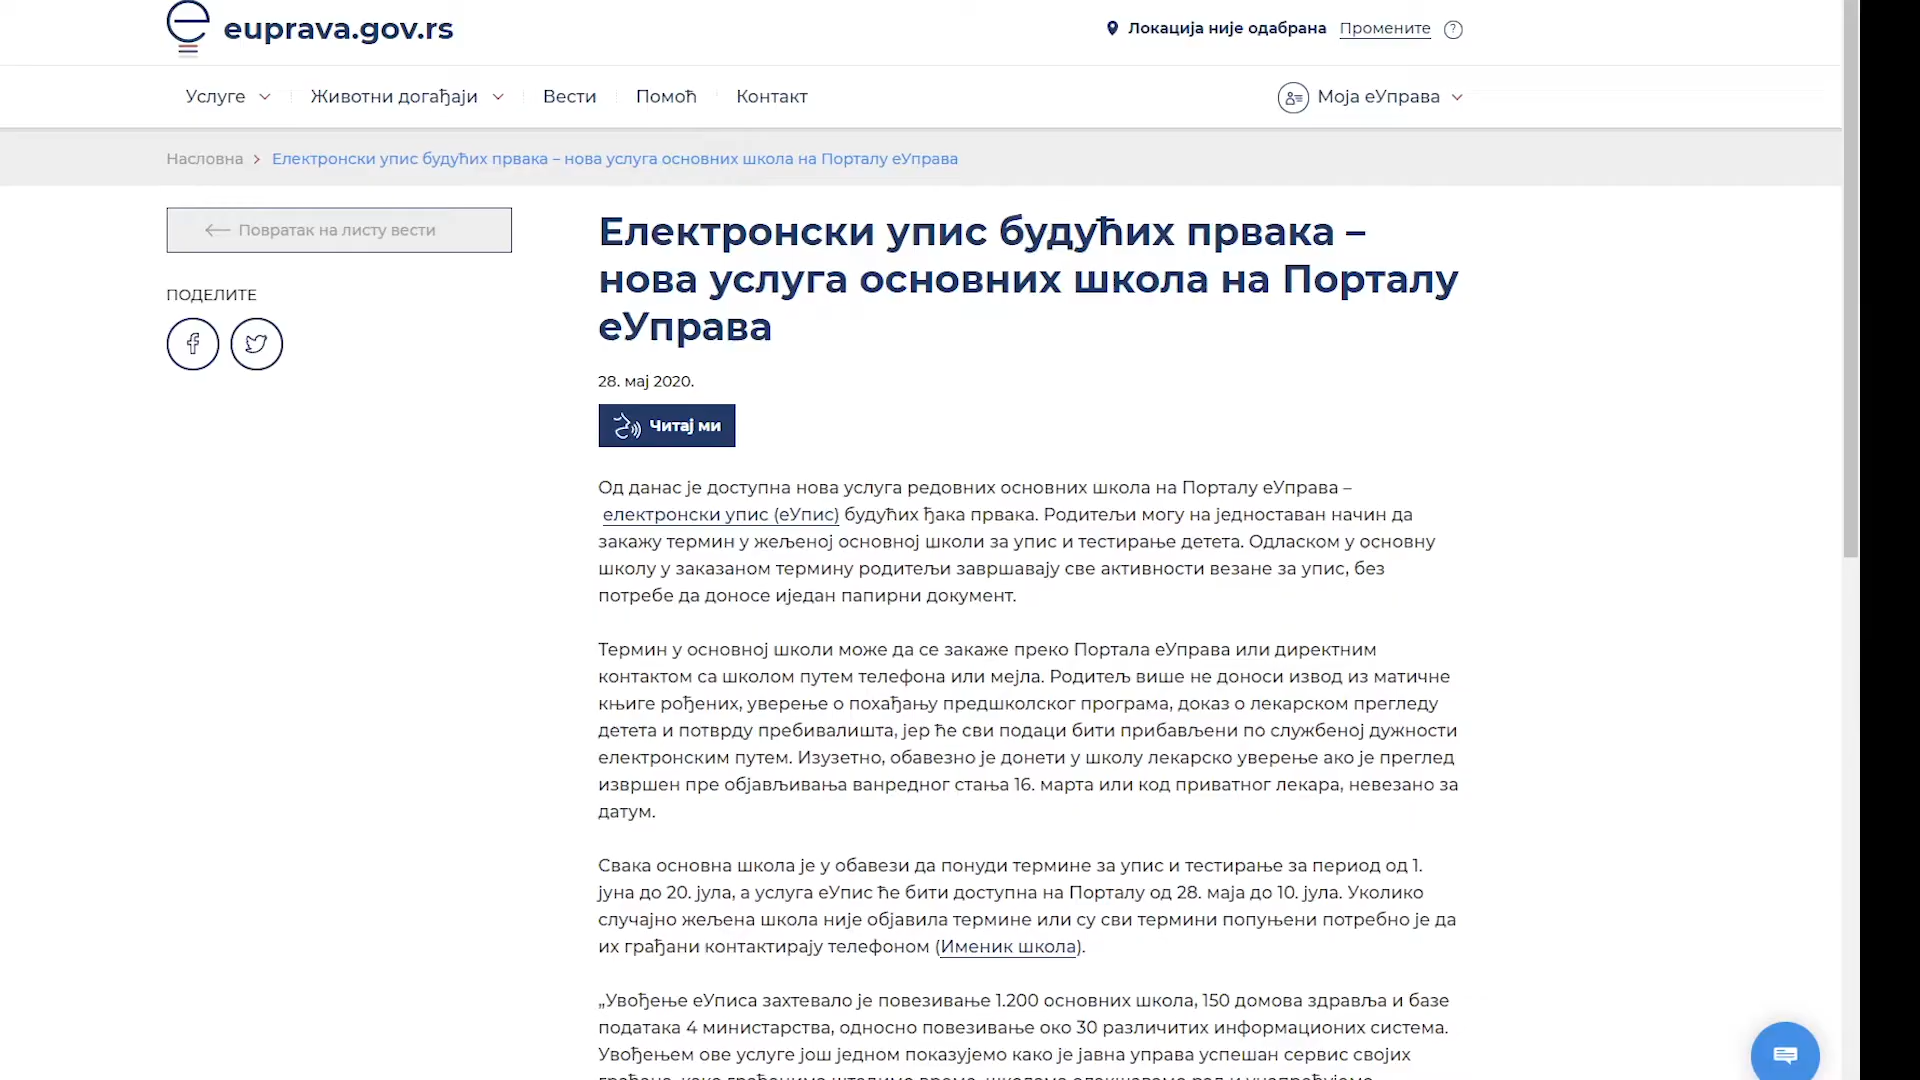 euprava.gov.rs
Локација није одабрана Промените ?
Услуге Животни догађаји Вести Помоћ Контакт Моја еУправа
Насловна > Електронски упис будућих првака – нова услуга основних школа на Порталу еУправа
Повратак на листу вести
ПОДЕЛИТЕ
Електронски упис будућих првака –
нова услуга основних школа на Порталу
еУправа
28. мај 2020.
Читај ми
Од данас је доступна нова услуга редовних основних школа на Порталу еУправа –
електронски упис (еУпис) будућих ђака првака. Родитељи могу на једноставан начин да
закажу термин у жељеној основној школи за упис и тестирање детета. Одласком у основну
школу у заказаном термину родитељи завршавају све активности везане за упис, без
потребе да доносе иједан папирни документ.
Термин у основној школи може да се закаже преко Портала еУправа или директним
контактом са школом путем телефона или мејла. Родитељ више не доноси извод из матичне
књиге рођених, уверење о похађању предшколског програма, доказ о лекарском прегледу
детета и потврду пребивалишта, јер ће сви подаци бити прибављени по службеној дужности
електронским путем. Изузетно, обавезно је донети у школу лекарско уверење ако је преглед
извршен пре објављивања ванредног стања 16. марта или код приватног лекара, невезано за
датум.
Свака основна школа је у обавези да понуди термине за упис и тестирање за период од 1.
јуна до 20. јула, а услуга еУпис ће бити доступна на Порталу од 28. маја до 10. јула. Уколико
случајно жељена школа није објавила термине или су сви термини попуњени потребно је да
их грађани контактирају телефоном (Именик школа).
„Увођење еУписа захтевало је повезивање 1.200 основних школа, 150 домова здравља и базе
података 4 министарства, односно повезивање око 30 различитих информационих система.
Увођењем ове услуге још једном показујемо како је јавна управа успешан сервис својих